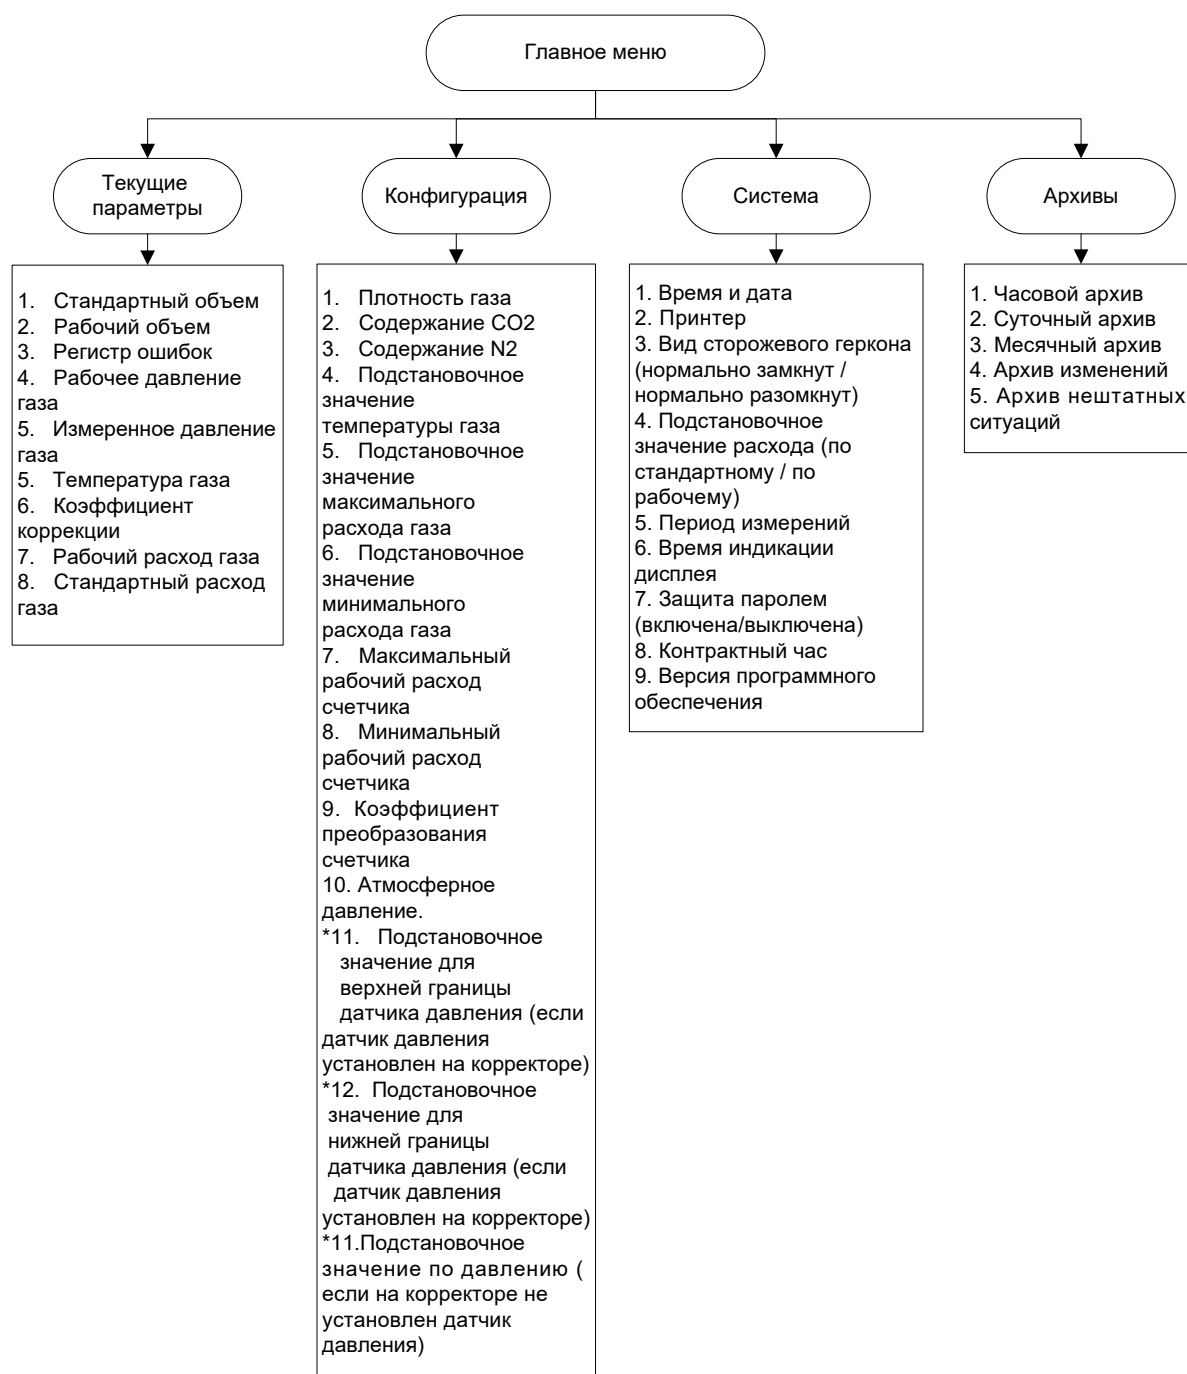 Главное меню
Текущие
параметры
Конфигурация
Система
Архивы
1. Стандартный объем
2. Рабочий объем
3. Регистр ошибок
4. Рабочее давление
газа
5. Измеренное давление
газа
5. Температура газа
6. Коэффициент
коррекции
7. Рабочий расход газа
8. Стандартный расход
газа
1. Плотность газа
2. Содержание СО2
3. Содержание N2
4. Подстановочное
значение
температуры газа
5. Подстановочное
значение
максимального
расхода газа
6. Подстановочное
значение
минимального
расхода газа
7. Максимальный
рабочий расход
счетчика
8. Минимальный
рабочий расход
счетчика
9. Коэффициент
преобразования
счетчика
10. Атмосферное
давление.
*11. Подстановочное
значение для
верхней границы
датчика давления (если
датчик давления
установлен на корректоре)
*12. Подстановочное
значение для
нижней границы
датчика давления (если
датчик давления
установлен на корректоре)
*11.Подстановочное
значение по давлению (
если на корректоре не
установлен датчик
давления)
1. Время и дата
2. Принтер
3. Вид сторожевого геркона
(нормально замкнут /
нормально разомкнут)
4. Подстановочное
значение расхода (по
стандартному / по
рабочему)
5. Период измерений
6. Время индикации
дисплея
7. Защита паролем
(включена/выключена)
8. Контрактный час
9. Версия программного
обеспечения
1. Часовой архив
2. Суточный архив
3. Месячный архив
4. Архив изменений
5. Архив нештатных
ситуаций